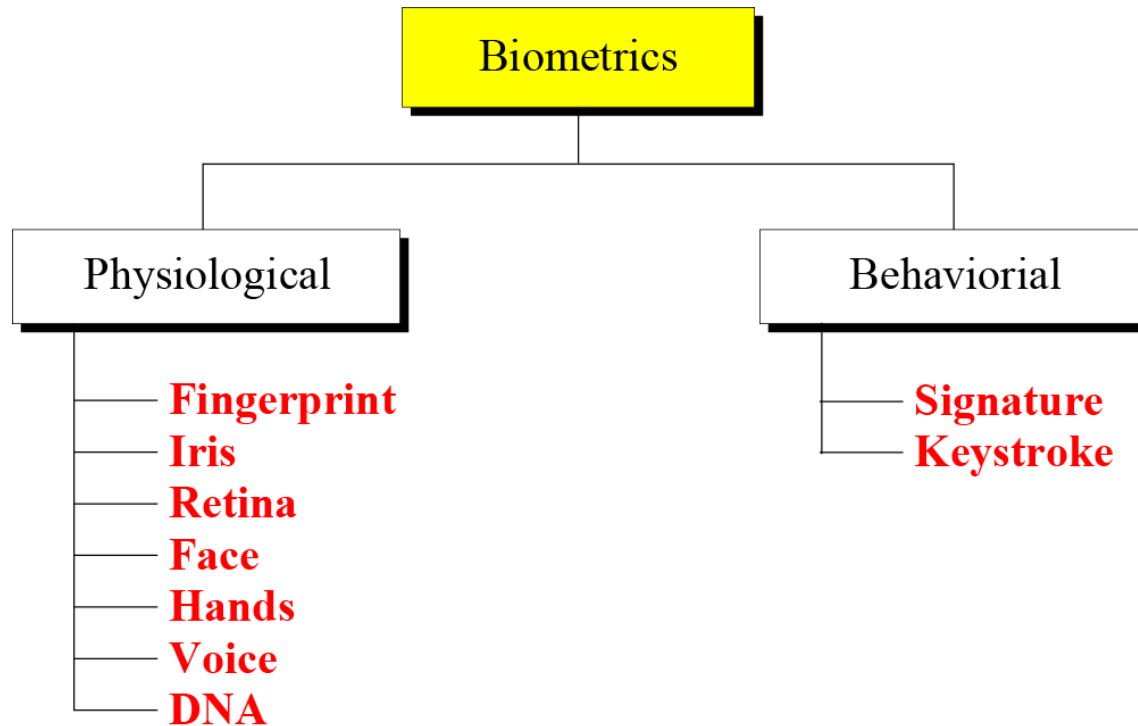 Biometrics
Physiological
Behaviorial
Fingerprint
Iris
Retina
Face
Hands
Voice
DNA
Signature
Keystroke